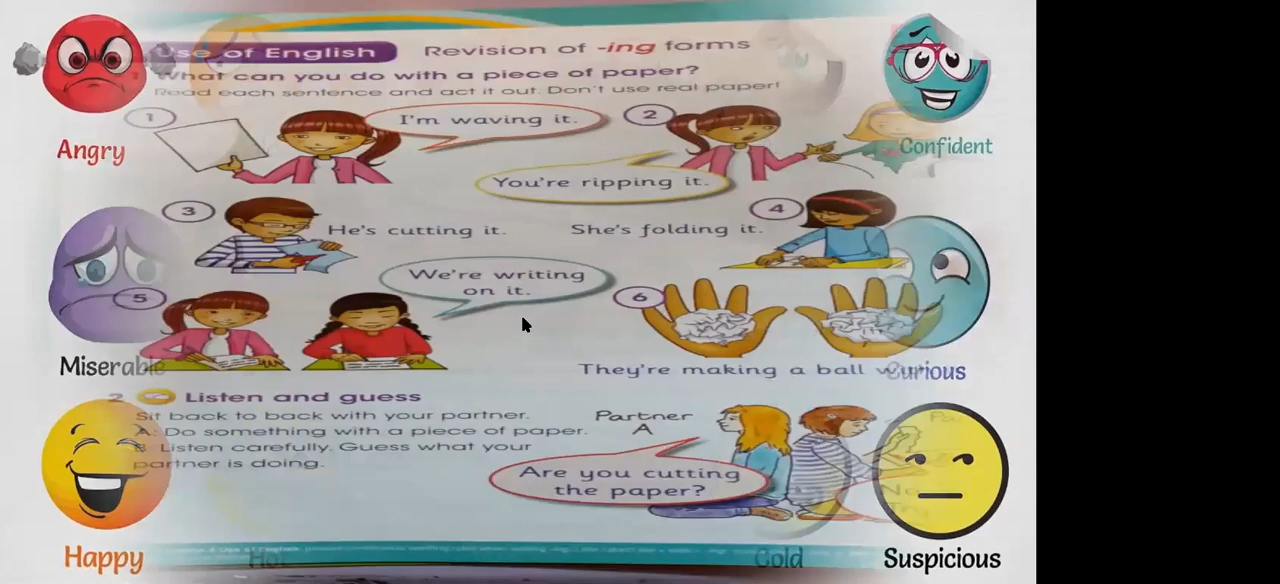 Use of English Revision of -ing forms
What can you do with a piece of paper?
Read each sentence and act it out. Don't use real paper!
Angry
1
I'm waving it.
2
Confident
You're ripping it.
3
He's cutting it.
She's folding it.
4
We're writing
on it.
5
6
Miserable
They're making a ball
Curious
2 Listen and guess
Sit back to back with your partner.
A: Do something with a piece of paper.
B: Listen carefully. Guess what your
partner is doing.
Partner
A
Are you cutting
the paper?
Happy
Cold
Suspicious